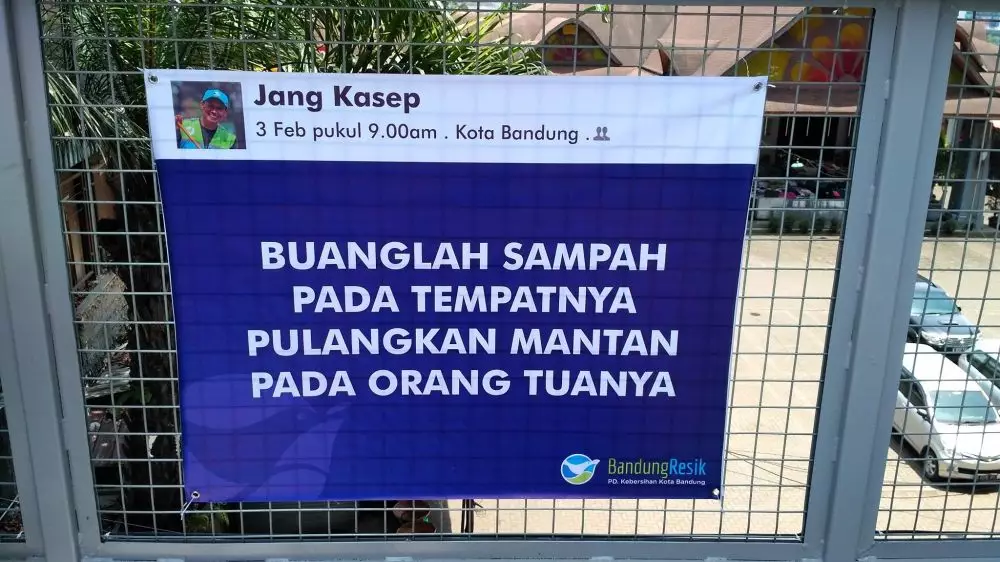 Jang Kasep
3 Feb pukul 9.00am . Kota Bandung .
BUANGLAH SAMPAH
PADA TEMPATNYA
PULANGKAN MANTAN
PADA ORANG TUANYA
BandungResik
PD. Kebersihan Kota Bandung